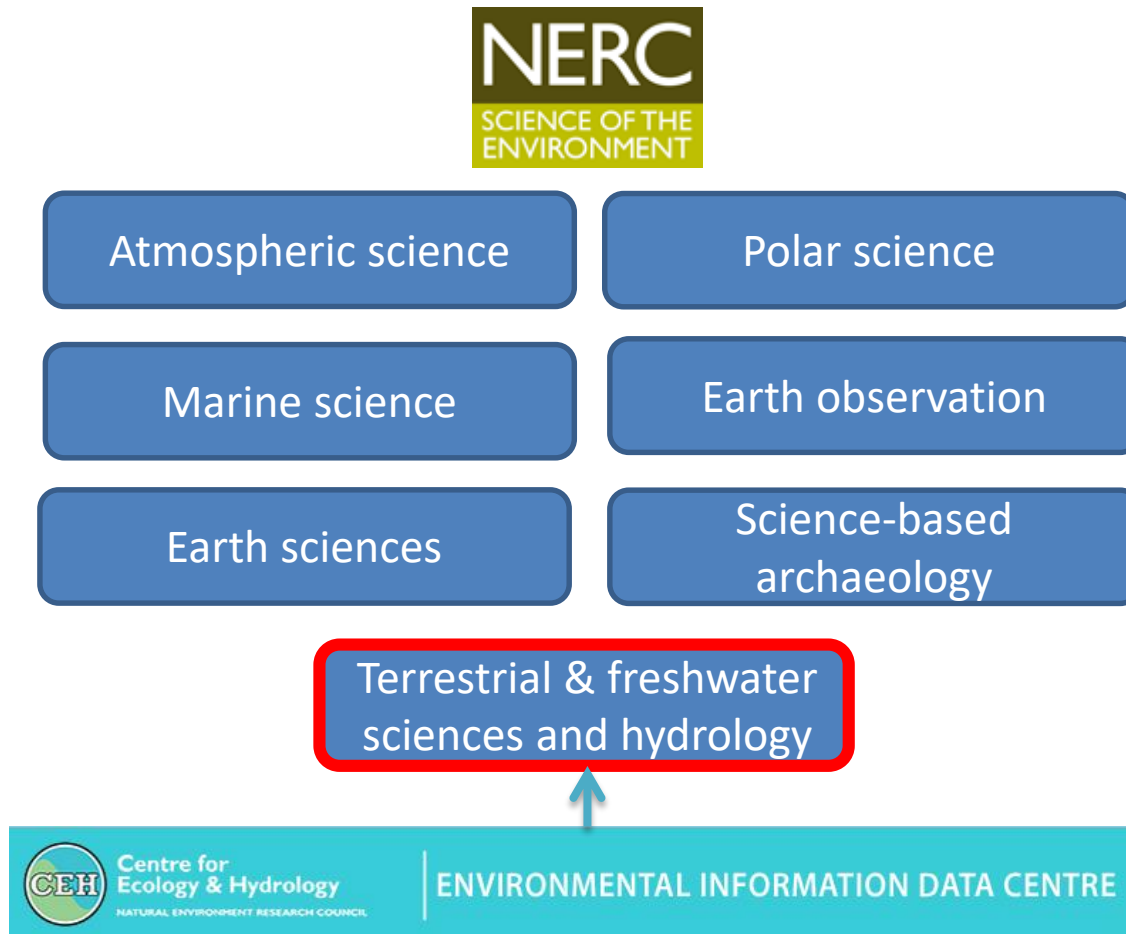 NERC
SCIENCE OF THE
ENVIRONMENT
Atmospheric science
Polar science
Marine science
Earth observation
Earth sciences
Science-based
archaeology
Terrestrial & freshwater
sciences and hydrology
CEH
Centre for
Ecology & Hydrology
NATURAL ENVIRONMENT RESEARCH COUNCIL
ENVIRONMENTAL INFORMATION DATA CENTRE